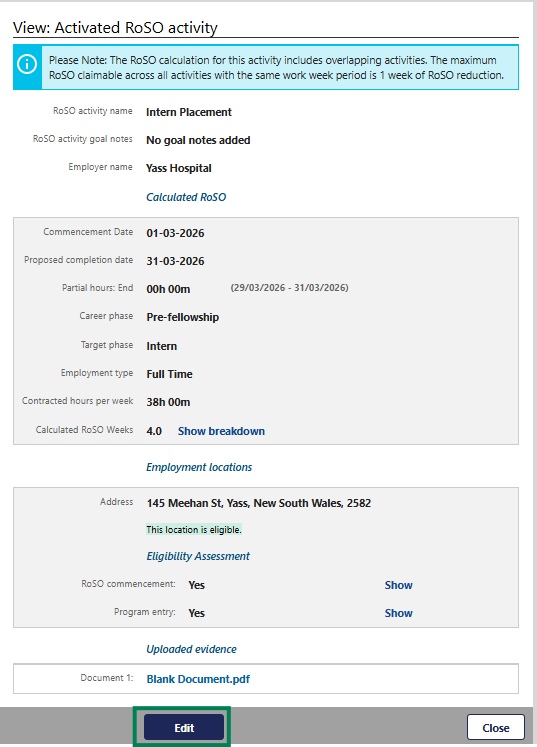 View: Activated RoSO activity
Please Note: The RoSO calculation for this activity includes overlapping activities. The maximum
RoSO claimable across all activities with the same work week period is 1 week of RoSO reduction.
RoSO activity name Intern Placement
RoSO activity goal notes No goal notes added
Employer name Yass Hospital
Calculated RoSO
Commencement Date 01-03-2026
Proposed completion date 31-03-2026
Partial hours: End 00h 00m (29/03/2026 - 31/03/2026)
Career phase Pre-fellowship
Target phase Intern
Employment type Full Time
Contracted hours per week 38h 00m
Calculated RoSO Weeks 4.0 Show breakdown
Employment locations
Address 145 Meehan St, Yass, New South Wales, 2582
This location is eligible.
Eligibility Assessment
RoSO commencement: Yes Show
Program entry: Yes Show
Uploaded evidence
Document 1: Blank Document.pdf
Edit Close